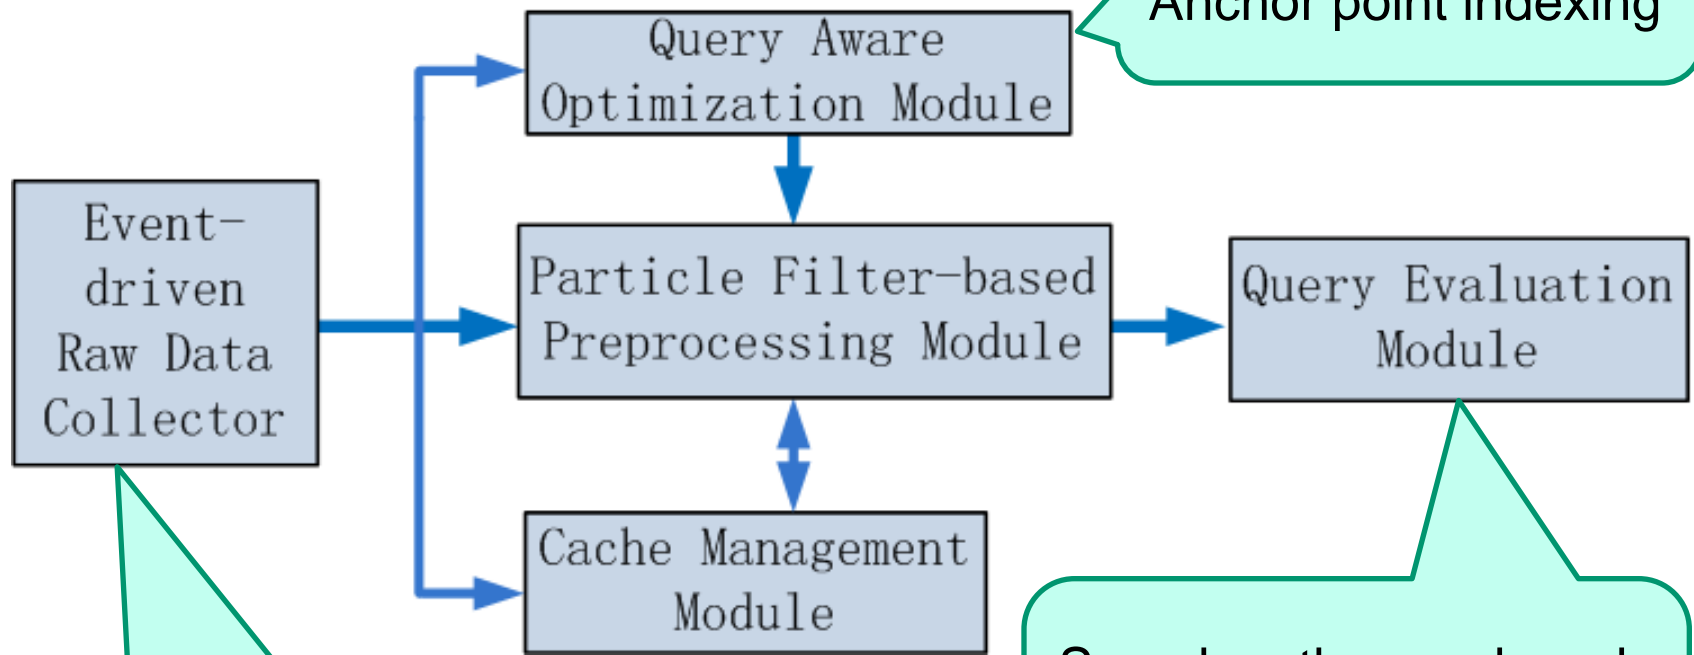 Anchor point indexing
Query Aware
Optimization Module
Event-
driven
Raw Data
Collector
Particle Filter-based
Preprocessing Module
Query Evaluation
Module
Cache Management
Module